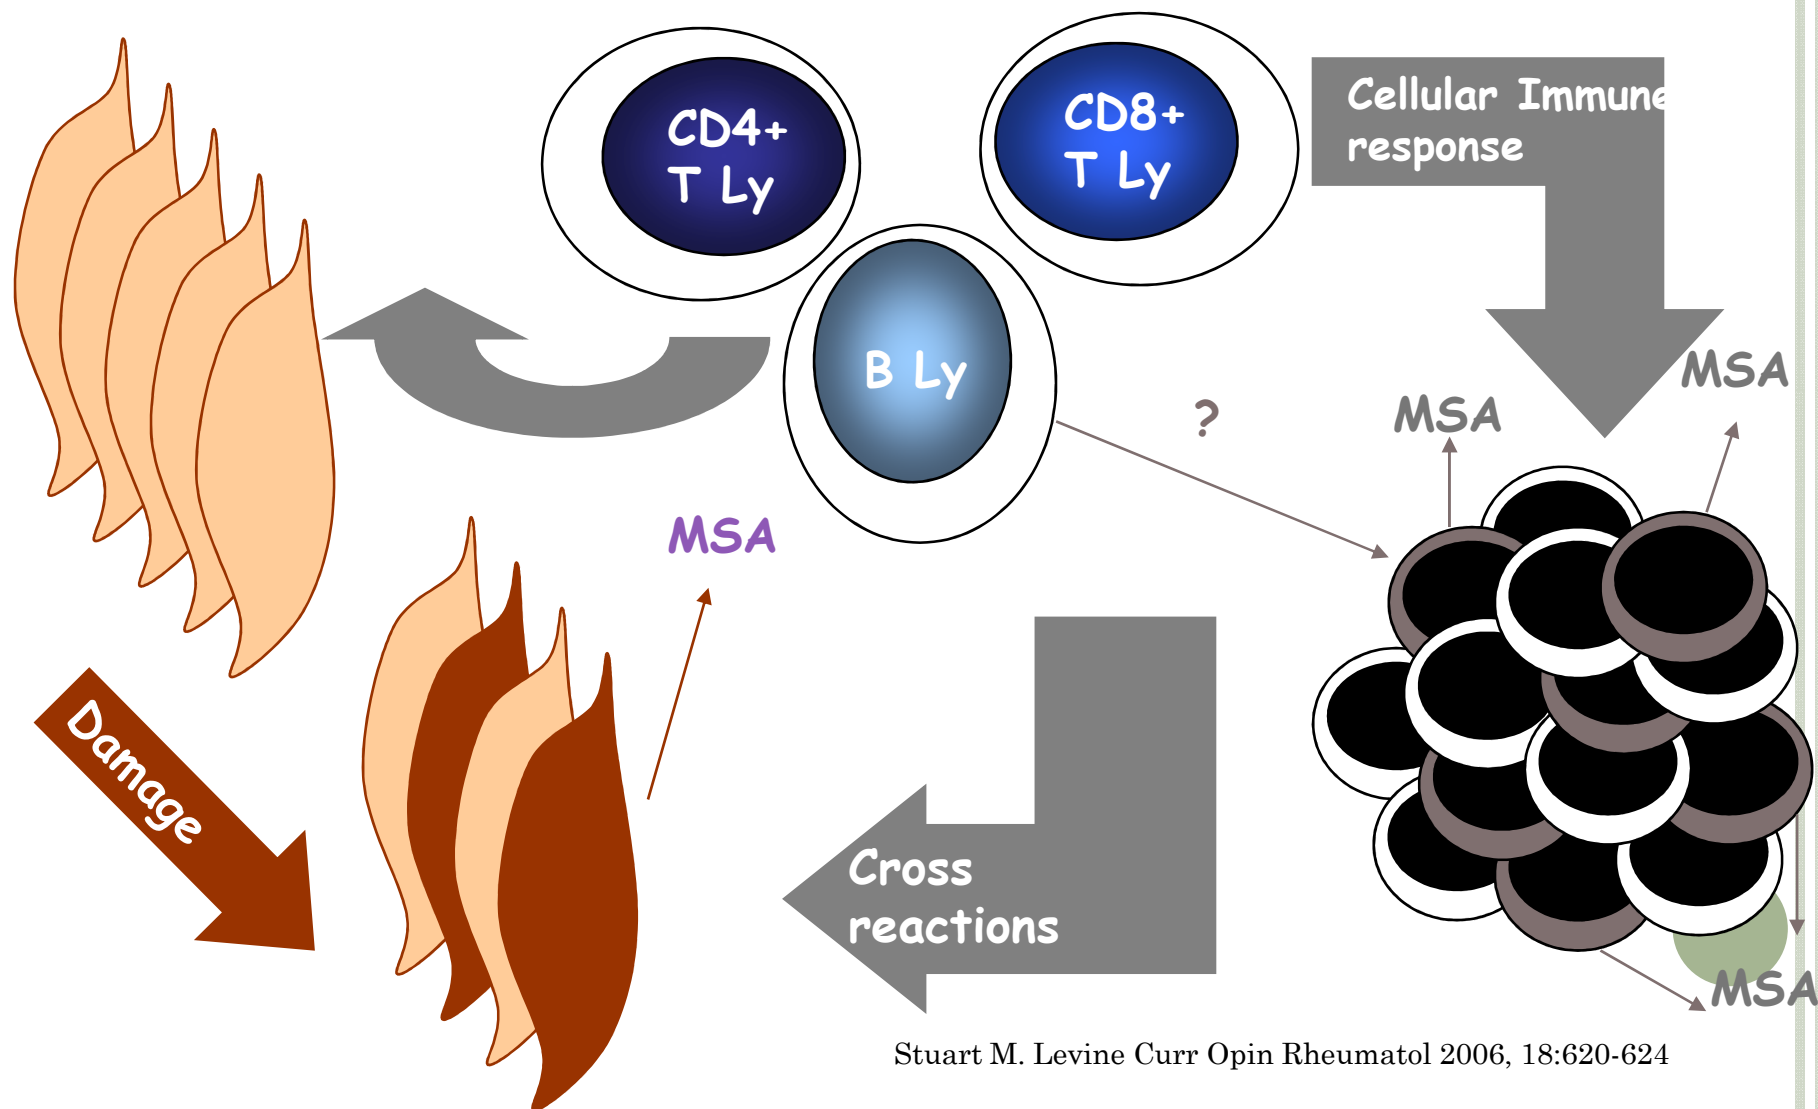 CD4+
T Ly
CD8+
T Ly
Cellular Immune
response
B Ly
?
MSA
MSA
MSA
Damage
Cross
reactions
MSA
Stuart M. Levine Curr Opin Rheumatol 2006, 18:620-624